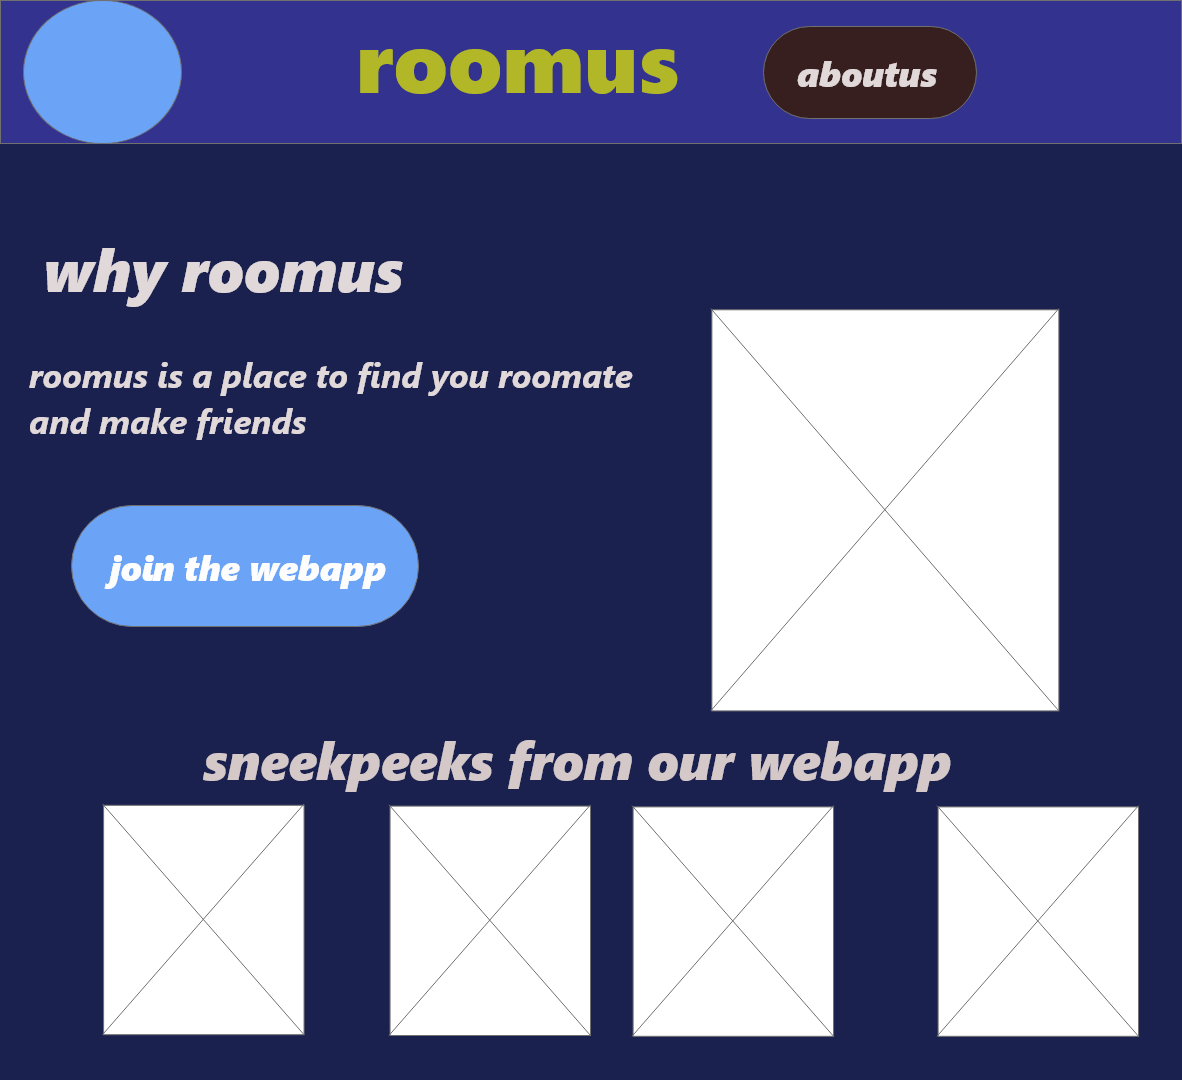 roomus
aboutus
why roomus
roomus is a place to find you roomate
and make friends
join the webapp
sneekpeeks from our webapp